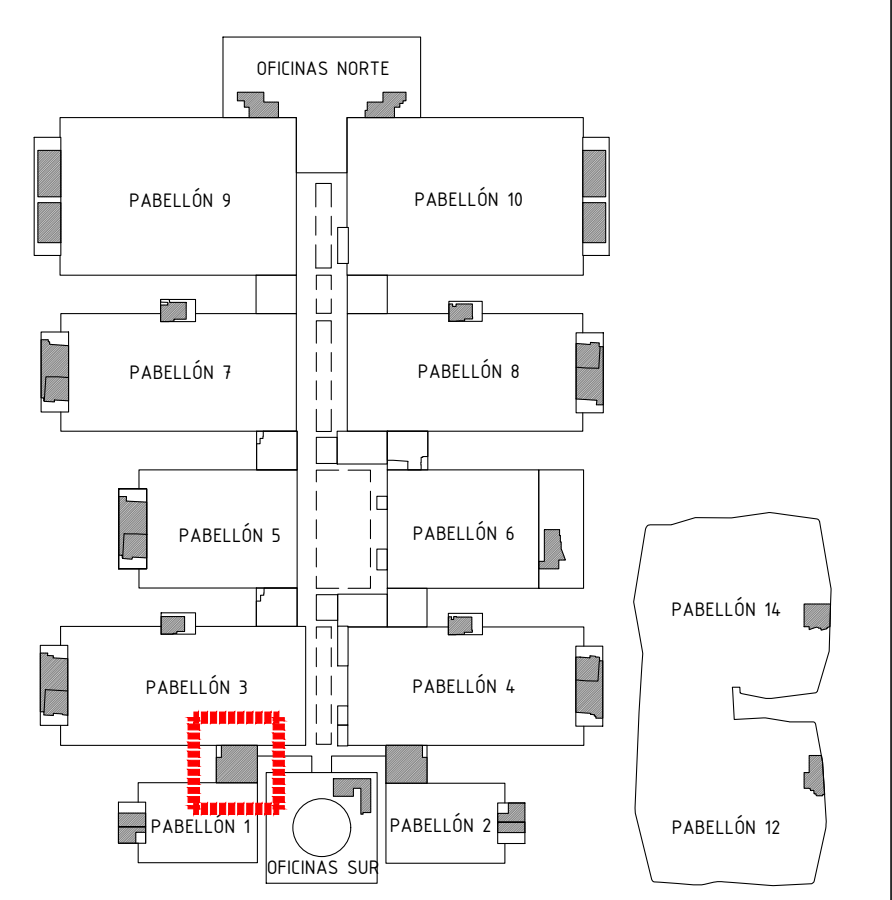 OFICINAS NORTE
PABELLÓN 9
PABELLÓN 10
PABELLÓN 7
PABELLÓN 8
PABELLÓN 5
PABELLÓN 6
PABELLÓN 14
PABELLÓN 3
PABELLÓN 4
PABELLÓN 1
PABELLÓN 2
PABELLÓN 12
OFICINAS SUR